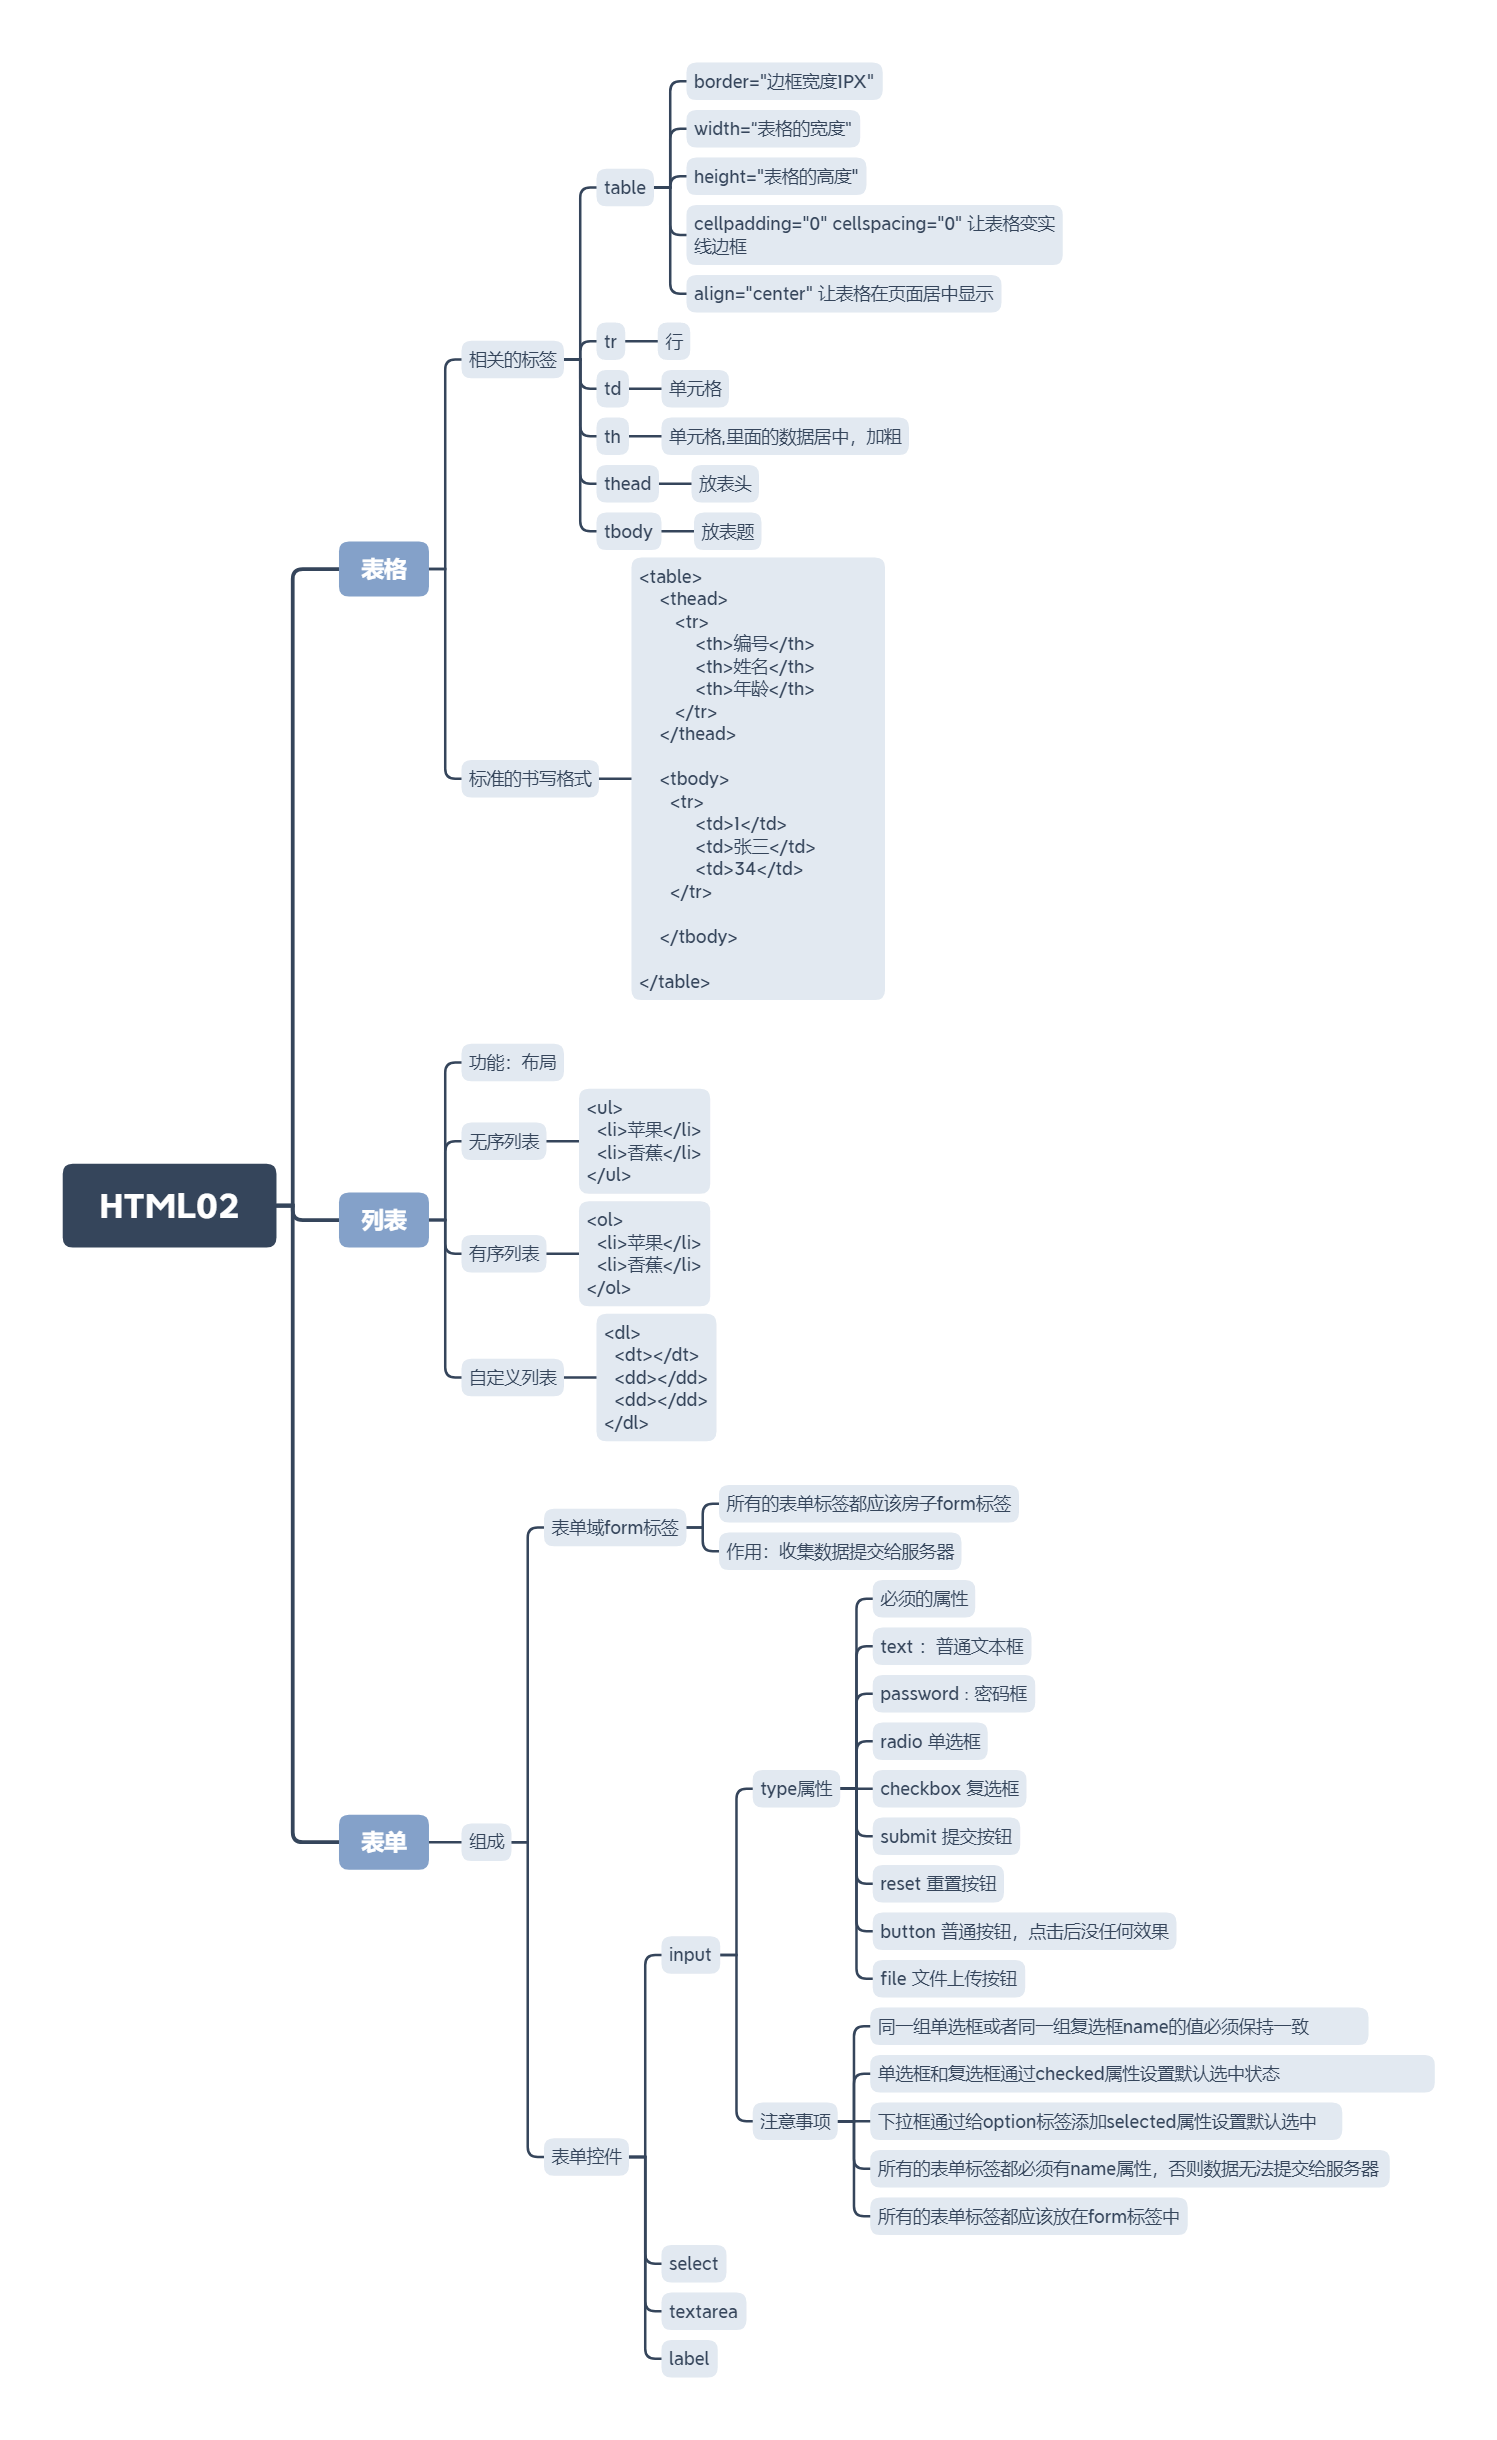 HTML02
表格
相关的标签
table
border="边框宽度1PX"
width="表格的宽度"
height="表格的高度"
cellpadding="0" cellspacing="0" 让表格变实
线边框
align="center" 让表格在页面居中显示
tr
行
td
单元格
th
单元格,里面的数据居中，加粗
thead
放表头
tbody
放表题
标准的书写格式
<table>
<thead>
<tr>
<th>编号</th>
<th>姓名</th>
<th>年龄</th>
</tr>
</thead>
<tbody>
<tr>
<td>1</td>
<td>张三</td>
<td>34</td>
</tr>
</tbody>
</table>
列表
功能：布局
无序列表
<ul>
<li>苹果</li>
<li>香蕉</li>
</ul>
有序列表
<ol>
<li>苹果</li>
<li>香蕉</li>
</ol>
自定义列表
<dl>
<dt></dt>
<dd></dd>
<dd></dd>
</dl>
表单
组成
表单域form标签
所有的表单标签都应该房子form标签
作用：收集数据提交给服务器
表单控件
input
type属性
必须的属性
text ：普通文本框
password : 密码框
radio 单选框
checkbox 复选框
submit 提交按钮
reset 重置按钮
button 普通按钮，点击后没任何效果
file 文件上传按钮
注意事项
同一组单选框或者同一组复选框name的值必须保持一致
单选框和复选框通过checked属性设置默认选中状态
下拉框通过给option标签添加selected属性设置默认选中
所有的表单标签都必须有name属性，否则数据无法提交给服务器
所有的表单标签都应该放在form标签中
select
textarea
label